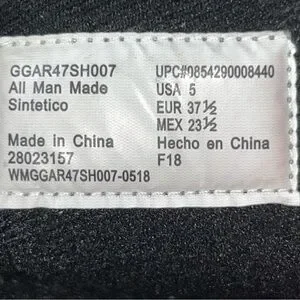 GGAR47SH007
All Man Made
Sintetico
Made in China
28023157
WMGGAR47SH007-0518
UPC#0854290008440
USA 5
EUR 37½
MEX 23½
Hecho en China
F18